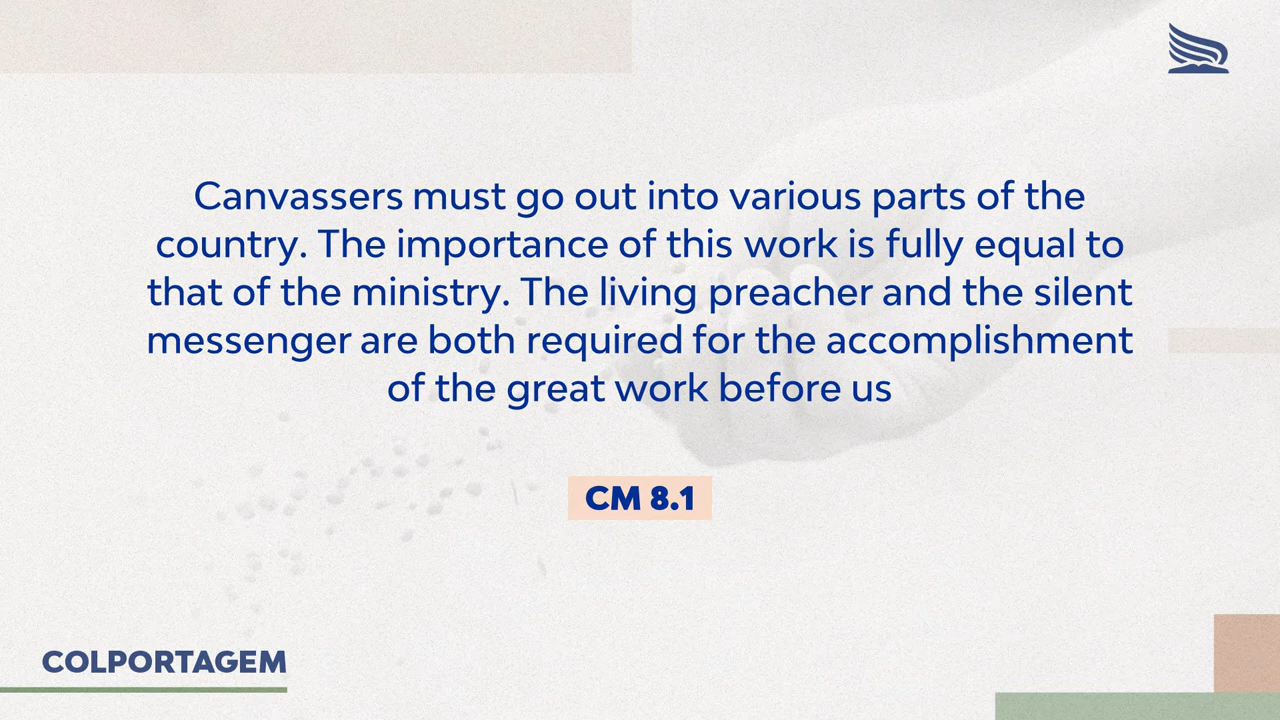 Canvassers must go out into various parts of the
country. The importance of this work is fully equal to
that of the ministry. The living preacher and the silent
messenger are both required for the accomplishment
of the great work before us
CM 8.1
COLPORTAGEM